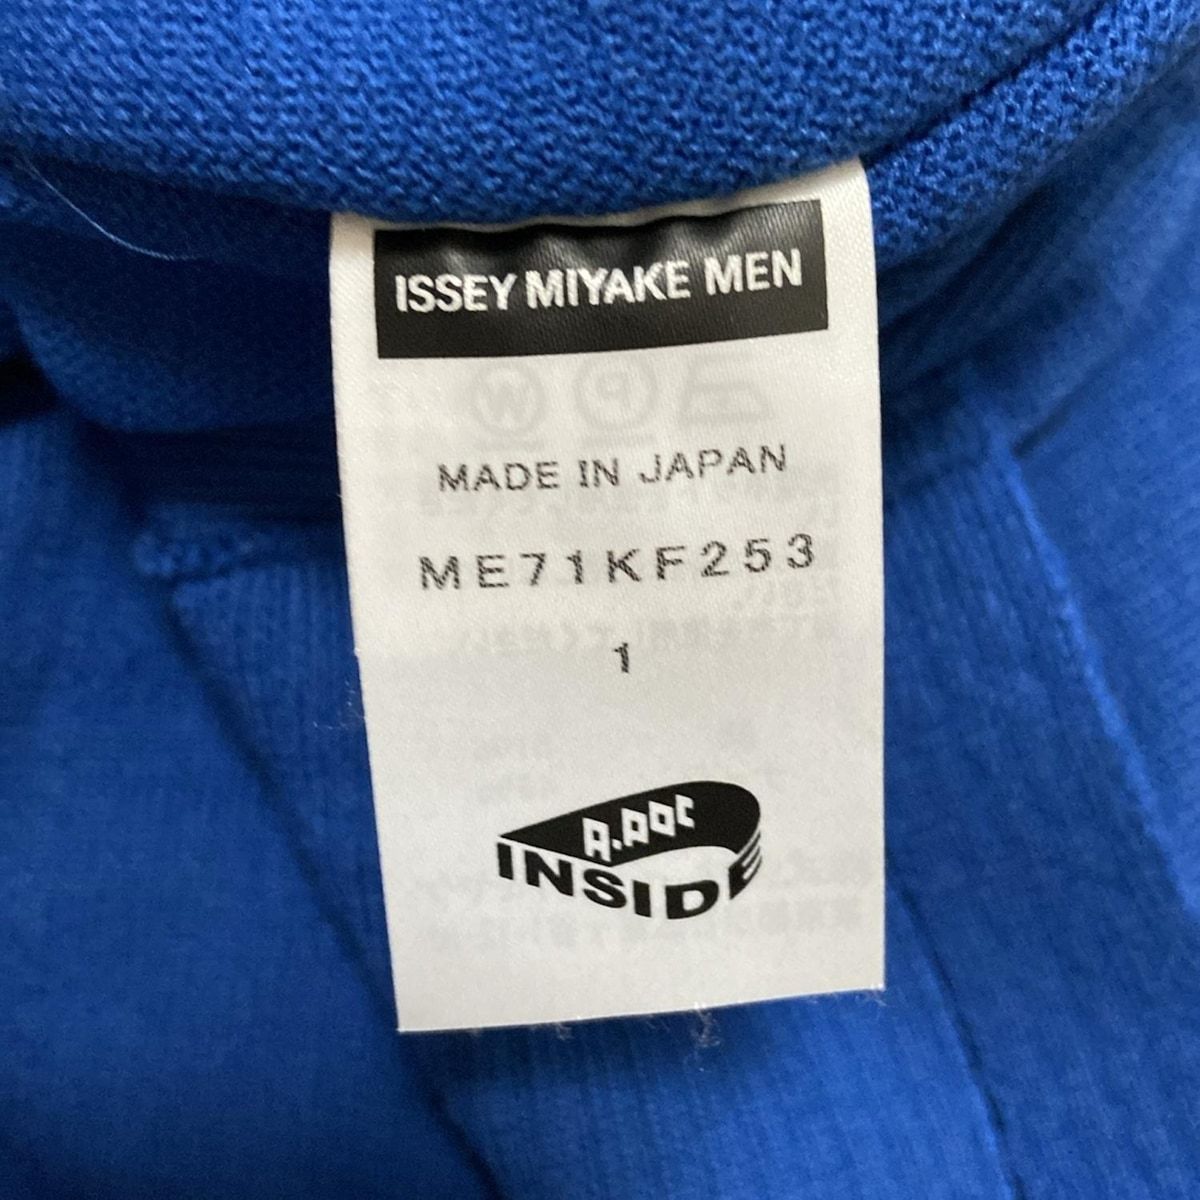 ISSEY MIYAKE MEN
MADE IN JAPAN
ME71KF253
1
A.POC
INSIDE